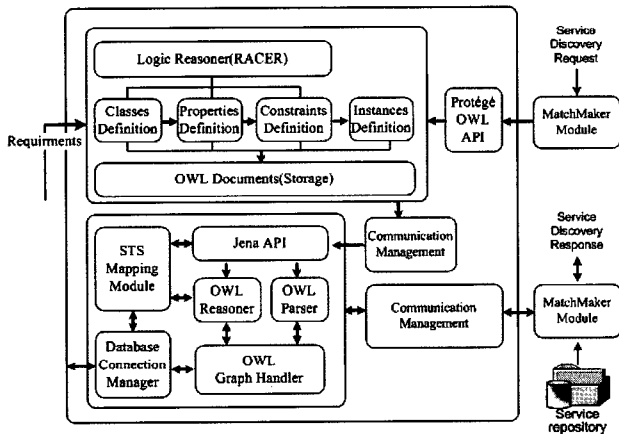 Logic Reasoner(RACER)
Classes
Definition
Properties
Definition
Constraints
Definition
Instances
Definition
OWL Documents(Storage)
Requirments
Protégé
OWL
API
Service
Discovery
Request
MatchMaker
Module
STS
Mapping
Module
Jena API
OWL
Reasoner
OWL
Parser
Database
Connection
Manager
OWL
Graph Handler
Communication
Management
Communication
Management
Service
Discovery
Response
MatchMaker
Module
Service
repository